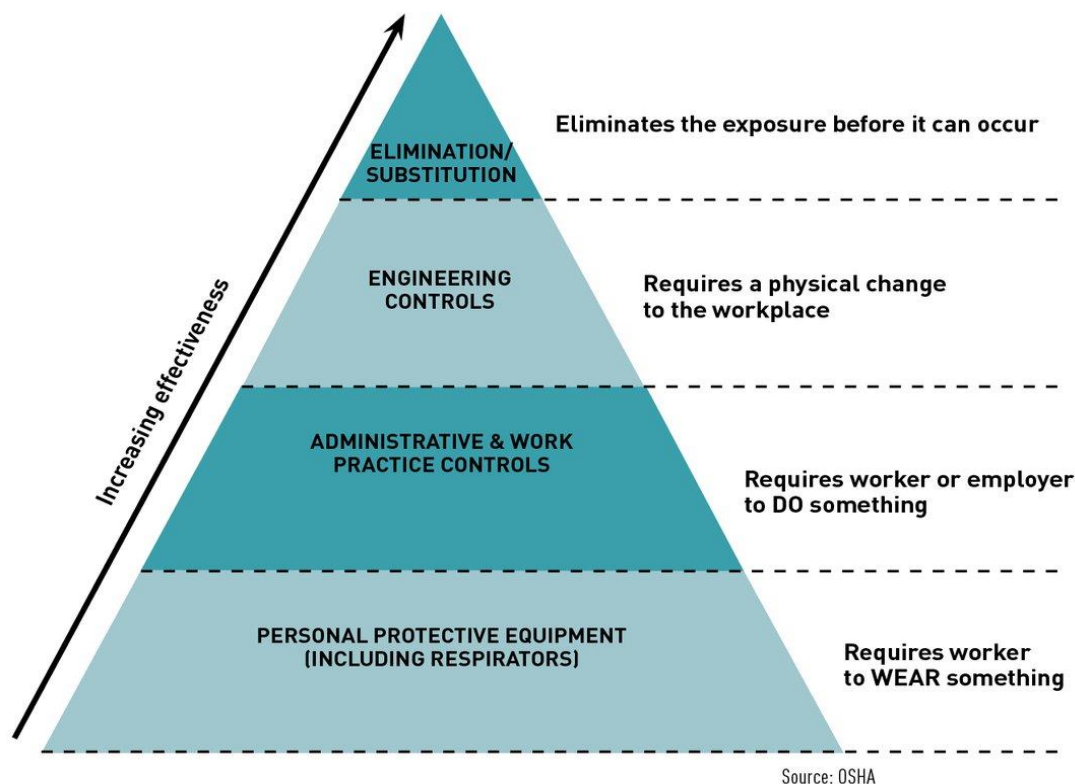 Increasing effectiveness
ELIMINATION/
SUBSTITUTION
Eliminates the exposure before it can occur
ENGINEERING
CONTROLS
Requires a physical change
to the workplace
ADMINISTRATIVE & WORK
PRACTICE CONTROLS
Requires worker or employer
to DO something
PERSONAL PROTECTIVE EQUIPMENT
(INCLUDING RESPIRATORS)
Requires worker
to WEAR something
Source: OSHA